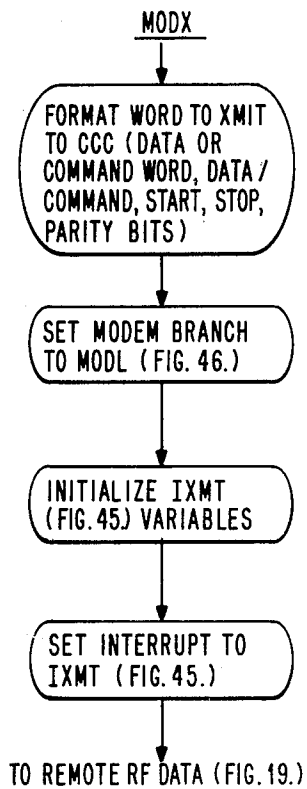 MODX
FORMAT WORD TO XMIT
TO CCC (DATA OR
COMMAND WORD, DATA/
COMMAND, START, STOP,
PARITY BITS)
SET MODEM BRANCH
TO MODL (FIG. 46.)
INITIALIZE IXMT
(FIG. 45.) VARIABLES
SET INTERRUPT TO
IXMT (FIG. 45.)
TO REMOTE RF DATA (FIG. 19.)